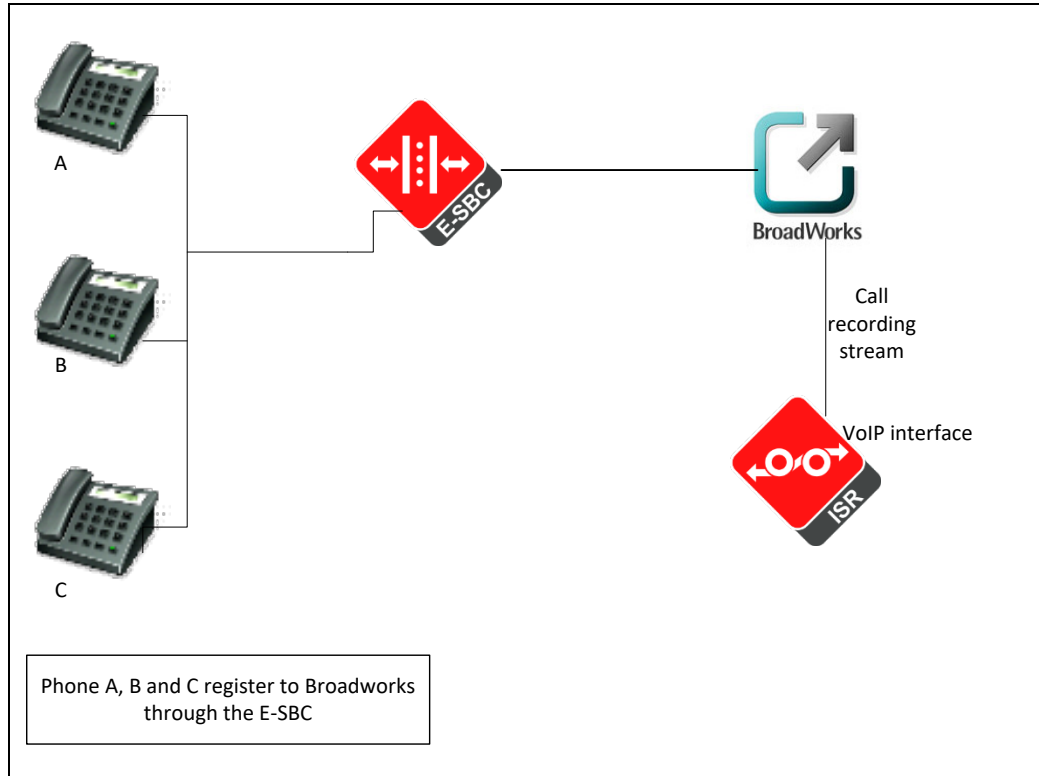 A
E-SBC
BroadWorks
B
Call
recording
stream
VoIP interface
ISR
C
Phone A, B and C register to Broadworks
through the E-SBC